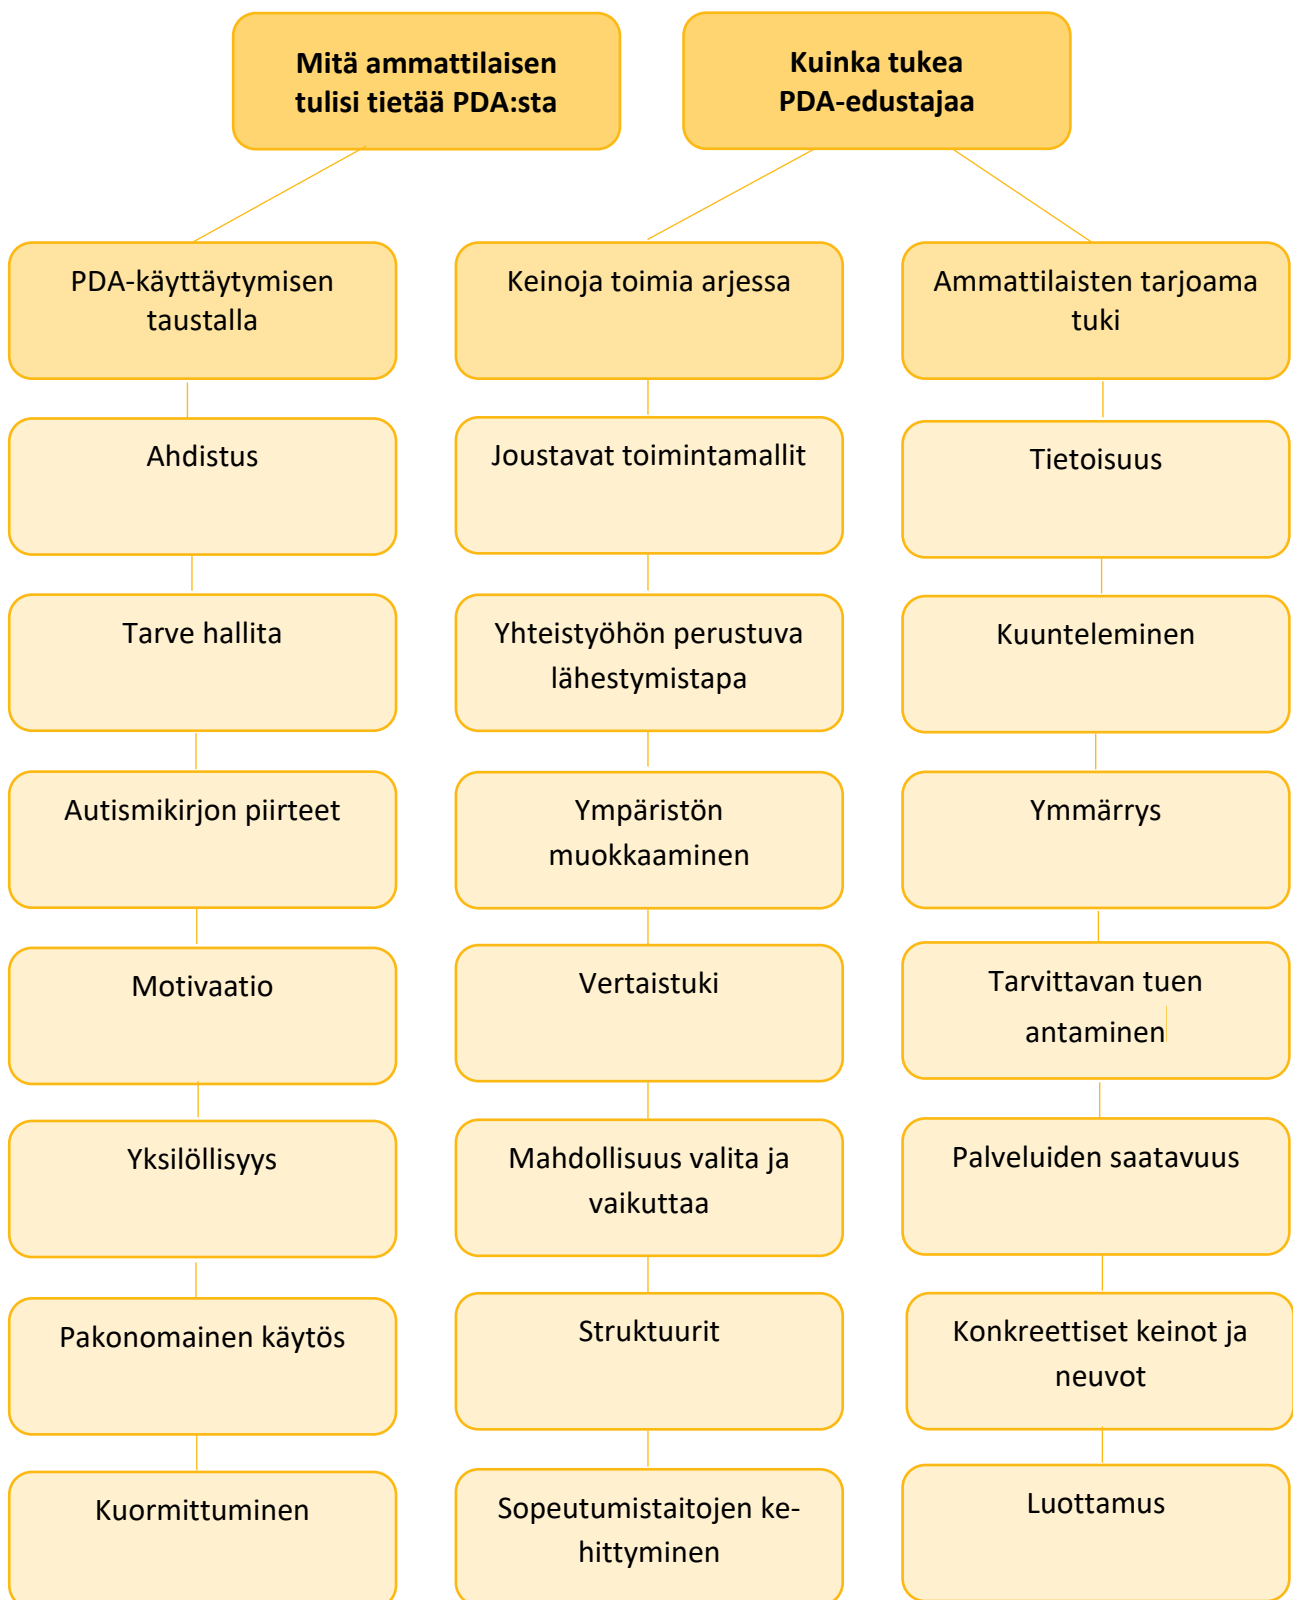 Mitä ammattilaisen
tulisi tietää PDA:sta
Kuinka tukea
PDA-edustajaa
PDA-käyttäytymisen
taustalla
Ahdistus
Tarve hallita
Autismikirjon piirteet
Motivaatio
Yksilöllisyys
Pakonomainen käytös
Kuormittuminen
Keinoja toimia arjessa
Joustavat toimintamallit
Yhteistyöhön perustuva
lähestymistapa
Ympäristön
muokkaaminen
Vertaistuki
Mahdollisuus valita ja
vaikuttaa
Struktuurit
Sopeutumistaitojen ke-
hittyminen
Ammattilaisten tarjoama
tuki
Tietoisuus
Kuunteleminen
Ymmärrys
Tarvittavan tuen
antaminen
Palveluiden saatavuus
Konkreettiset keinot ja
neuvot
Luottamus